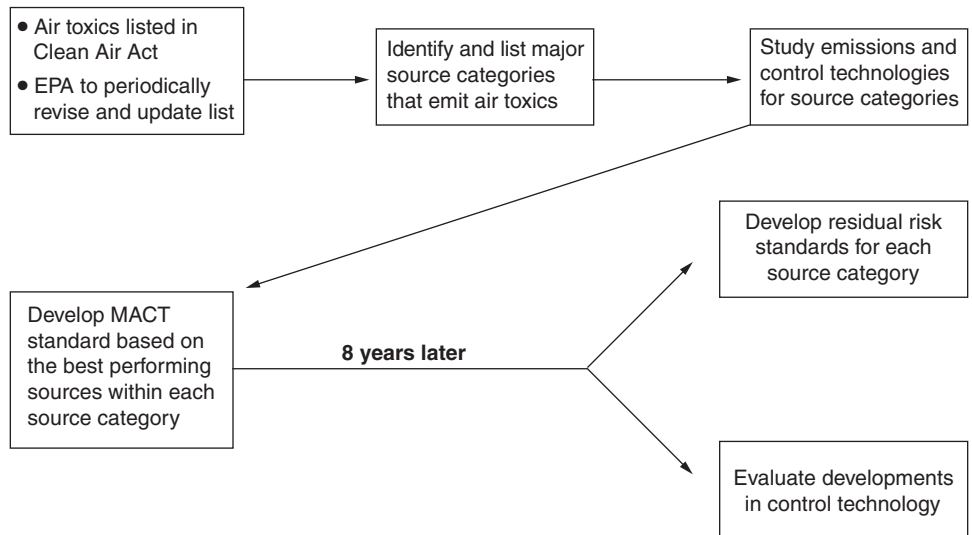 • Air toxics listed in
Clean Air Act
• EPA to periodically
revise and update list
Identify and list major
source categories
that emit air toxics
Study emissions and
control technologies
for source categories
Develop MACT
standard based on
the best performing
sources within each
source category
8 years later
Develop residual risk
standards for each
source category
Evaluate developments
in control technology